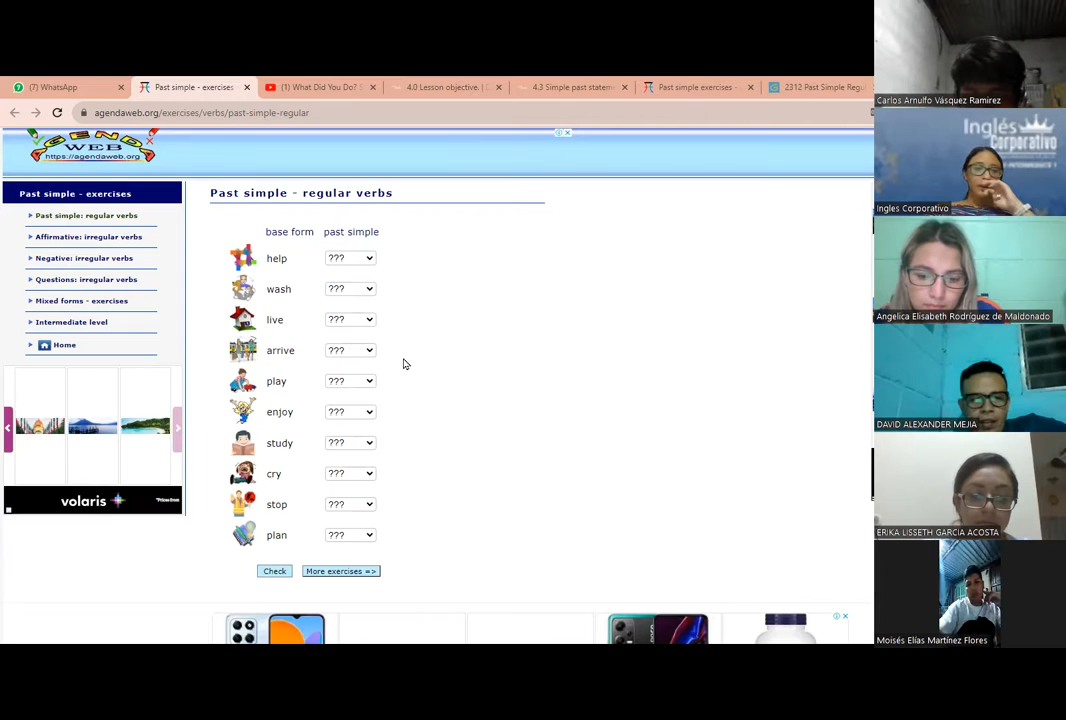 (7) WhatsApp
Past simple - exercises
(1) What Did You Do?
4.0 Lesson objective, | D
4.3 Simple past statem
Past simple exercises -
2312 Past Simple Regu
agendaweb.org/exercises/verbs/past-simple-regular
AGENDA
WEB
https://agendaweb.org
Past simple - exercises
Past simple: regular verbs
Affirmative: irregular verbs
Negative: irregular verbs
Questions: irregular verbs
Mixed forms - exercises
Intermediate level
Home
volaris
Past simple - regular verbs
base form past simple
help ???
wash ???
live ???
arrive ???
play ???
enjoy ???
study ???
cry ???
stop ???
plan ???
Check More exercises =>
Carlos Arnulfo Vásquez Ramirez
Inglés
Corporativo
Ingles Corporativo
Angelica Elisabeth Rodríguez de Maldonado
DAVID ALEXANDER MEJIA
ERIKA LISSETH GARCIA ACOSTA
Moisés Elías Martínez Flores